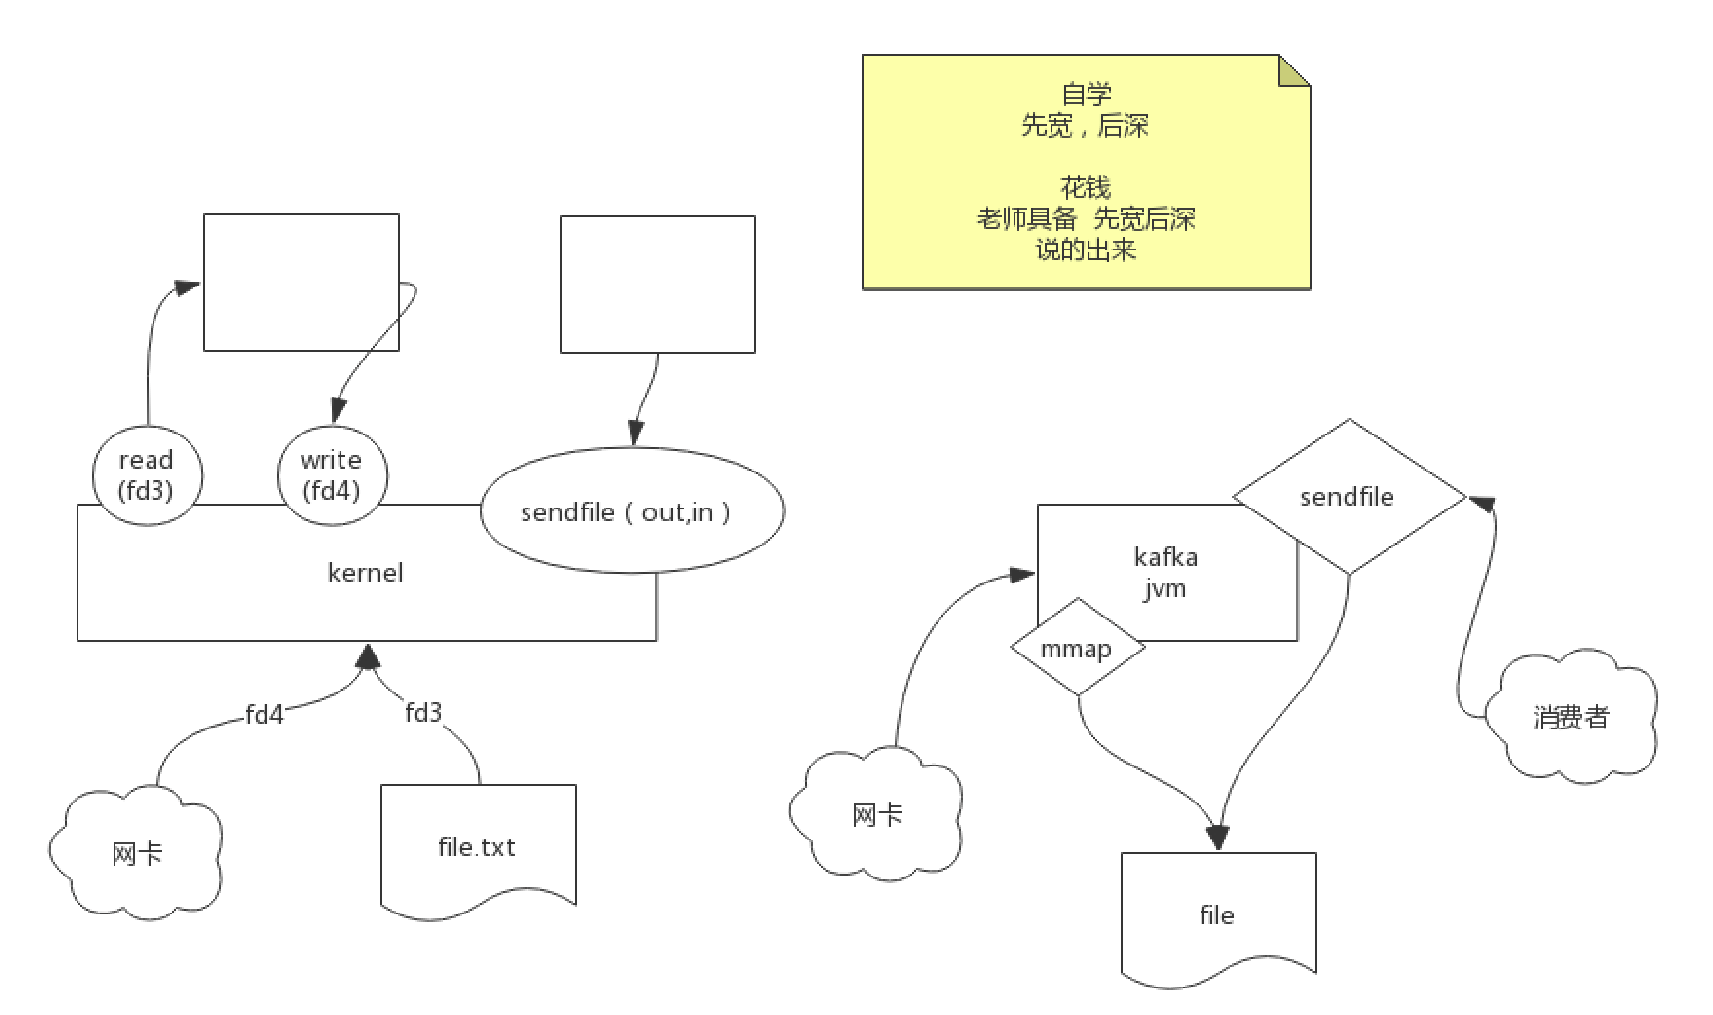 自学
先宽，后深
花钱
老师具备 先宽后深
说的出来
read
(fd3)
write
(fd4)
sendfile（out,in）
kernel
fd4
fd3
网卡
file.txt
sendfile
kafka
jvm
mmap
消费者
网卡
file